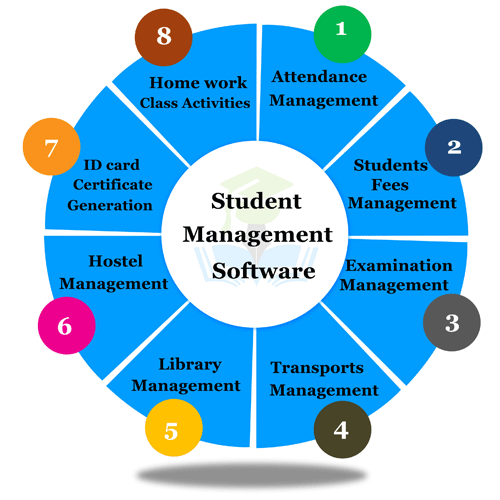 Student
Management
Software
1
Attendance
Management
2
Students
Fees
Management
3
Examination
Management
4
Transports
Management
5
Library
Management
6
Hostel
Management
7
ID card
Certificate
Generation
8
Home work
Class Activities